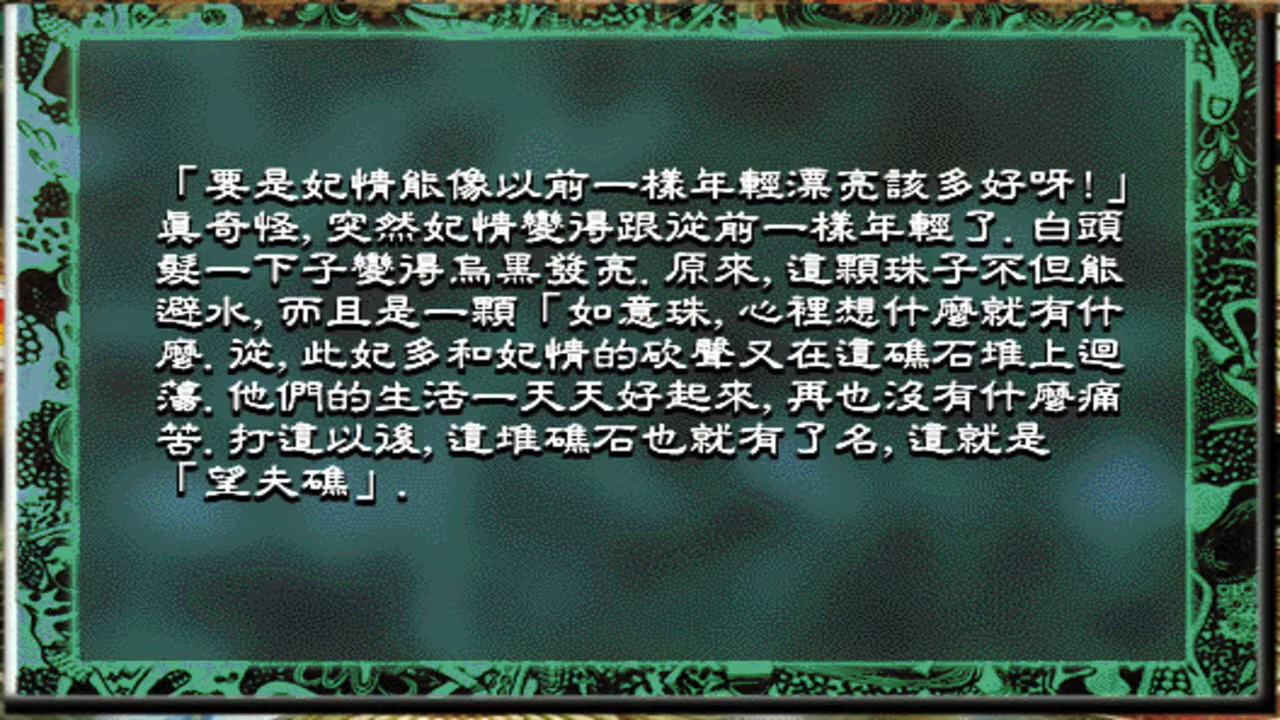 「要是妃情能像以前一樣年輕漂亮該多好呀!」
眞奇怪,突然妃情變得跟從前一樣年輕了.白頭
髮一下子變得烏黑發亮.原來,這顆珠子不但能
避水,而且是一顆「如意珠,心裡想什麼就有什
麼.從,此妃多和妃情的砍聲又在這礁石堆上迴
蕩.他們的生活一天天好起來,再也沒有什麼痛
苦.打這以後,這堆礁石也就有了名,這就是
「望夫礁」.